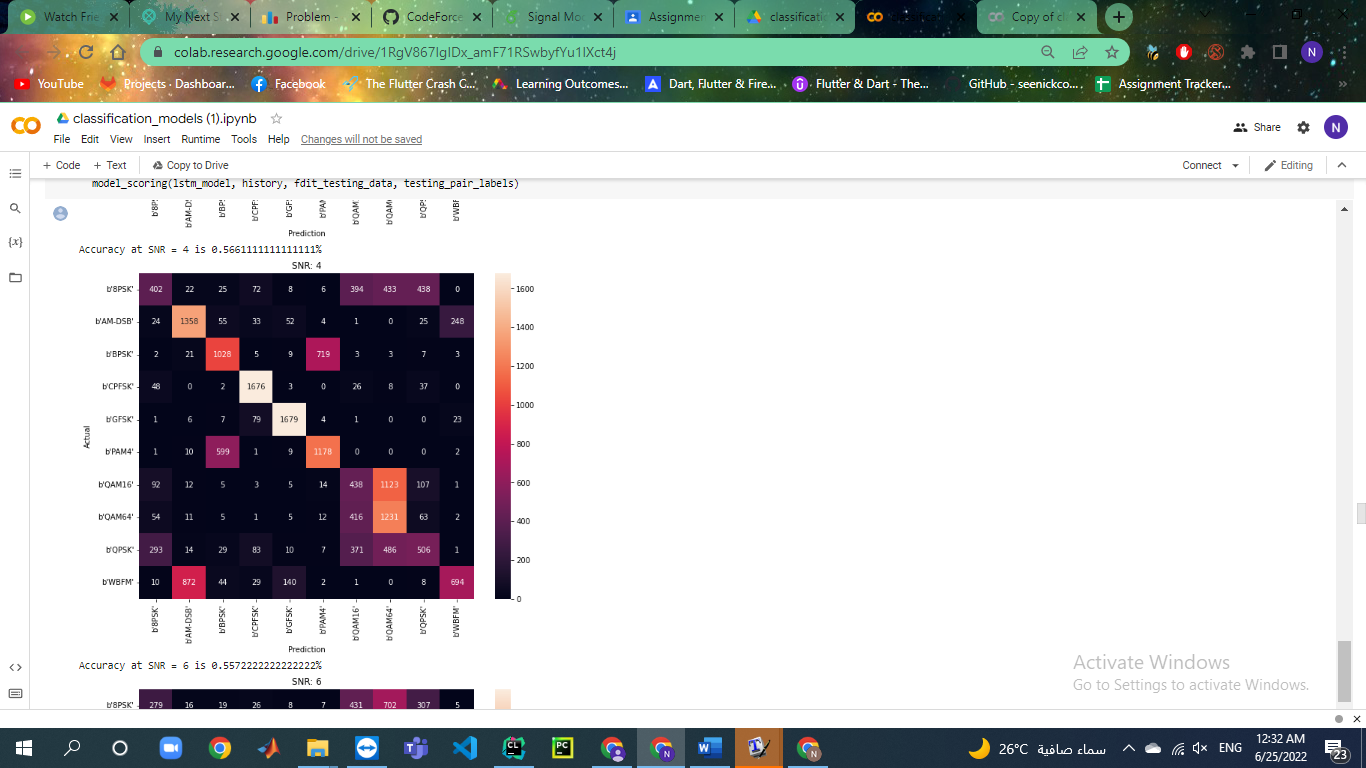 Watch Frie
My Next S
Problem -
CodeForce
Signal Mo
Assignmen
classificatio
Copy of cl
colab.research.google.com/drive/1RgV867IgIDx_amF71RSwbyfYu1IXct4j
N
YouTube
Projects · Dashboar...
Facebook
The Flutter Crash C...
Learning Outcomes...
Dart, Flutter & Fire...
Flutter & Dart - The...
GitHub - seenickco...
Assignment Tracker...
»
classification_models (1).ipynb
File Edit View Insert Runtime Tools Help Changes will not be saved
Share
N
+ Code + Text Copy to Drive
Connect
Editing
model_scoring(lstm_model, history, fdit_testing_data, testing_pair_labels)
Prediction
Accuracy at SNR = 4 is 0.5661111111111111%
SNR: 4
b'8PSK' 402 22 25 72 8 6 394 433 438 0
b'AM-DSB' 24 1358 55 33 52 4 1 0 25 248
b'BPSK' 2 21 1028 5 9 719 3 3 7 3
b'CPFSK' 48 0 2 1676 3 0 26 8 37 0
b'GFSK' 1 6 7 79 1679 4 1 0 0 23
b'PAM4' 1 10 599 1 9 1178 0 0 0 2
b'QAM16' 92 12 5 3 5 14 438 1123 107 1
b'QAM64' 54 11 5 1 5 12 416 1231 63 2
b'QPSK' 293 14 29 83 10 7 371 486 506 1
b'WBFM' 10 872 44 29 140 2 1 0 8 694
Actual
1600
1400
1200
1000
800
600
400
200
0
b'8PSK' b'AM-DSB' b'BPSK' b'CPFSK' b'GFSK' b'PAM4' b'QAM16' b'QAM64' b'QPSK' b'WBFM'
Prediction
Accuracy at SNR = 6 is 0.5572222222222222%
SNR: 6
b'8PSK' 279 16 19 26 8 7 431 702 307 5
Activate Windows
Go to Settings to activate Windows.
26°C سماء صافية
ENG
12:32 AM
6/25/2022
23